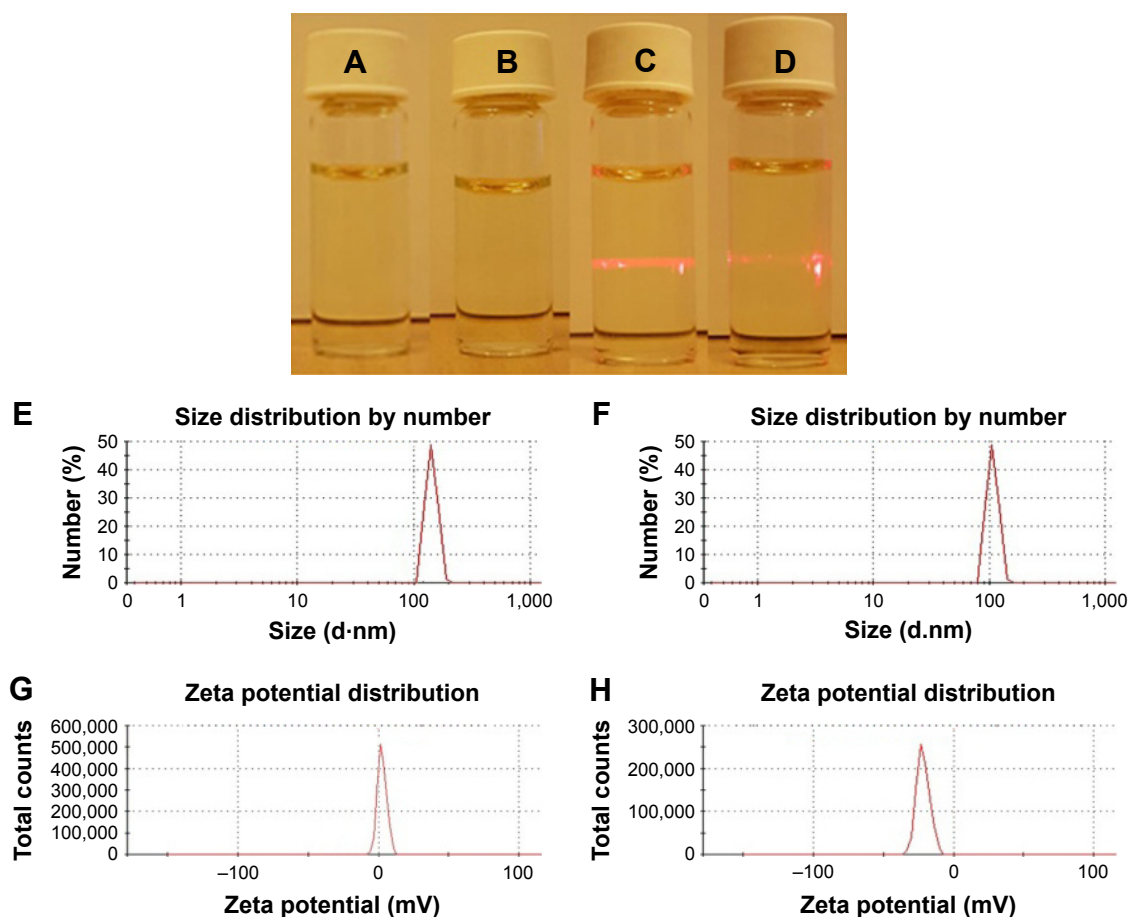 A B C D
E Size distribution by number
Number (%)
50
40
30
20
10
0
0 1 10 100 1,000
Size (d·nm)
F Size distribution by number
Number (%)
50
40
30
20
10
0
0 1 10 100 1,000
Size (d.nm)
G Zeta potential distribution
Total counts
600,000
500,000
400,000
300,000
200,000
100,000
0
–100 0 100
Zeta potential (mV)
H Zeta potential distribution
Total counts
300,000
200,000
100,000
0
–100 0 100
Zeta potential (mV)